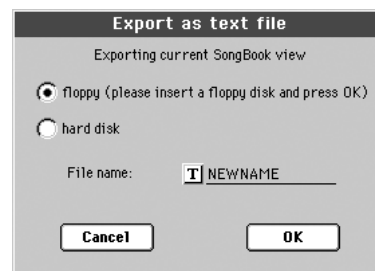 Export as text file
Exporting current SongBook view
floppy (please insert a floppy disk and press OK)
hard disk
File name: T NEWNAME
Cancel OK